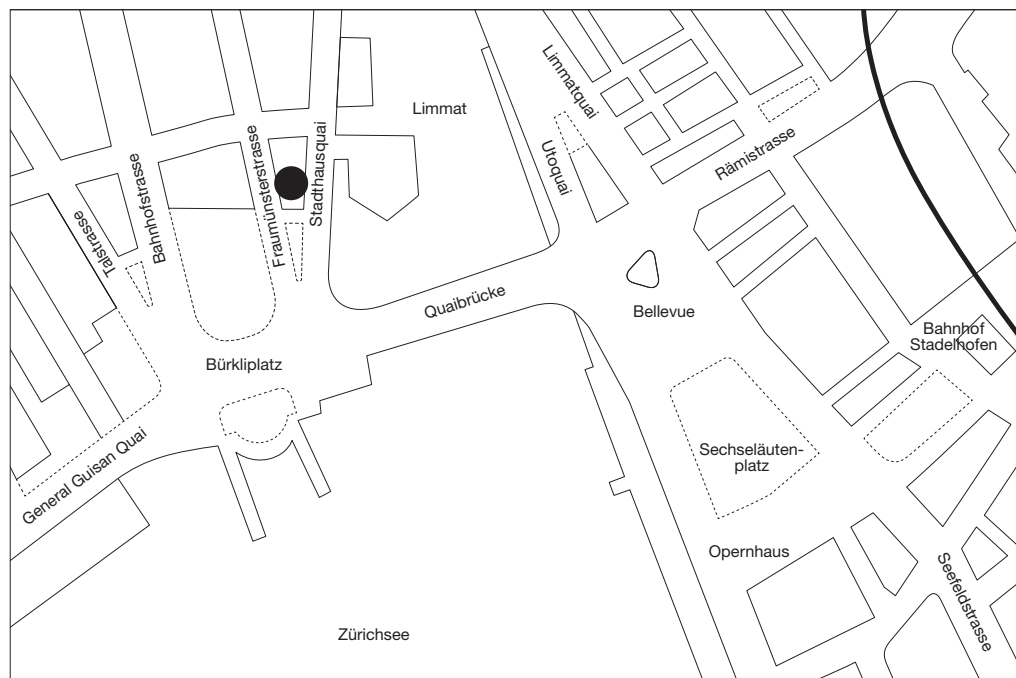 Limmat
Limmatquai
Utoquai
Rämistrasse
Talstrasse
Bahnhofstrasse
Fraumünsterstrasse
Stadthausquai
Quaibrücke
Bellevue
Bahnhof
Stadelhofen
Bürkliplatz
General Guisan Quai
Sechseläuten-
platz
Opernhaus
Seefeldstrasse
Zürichsee